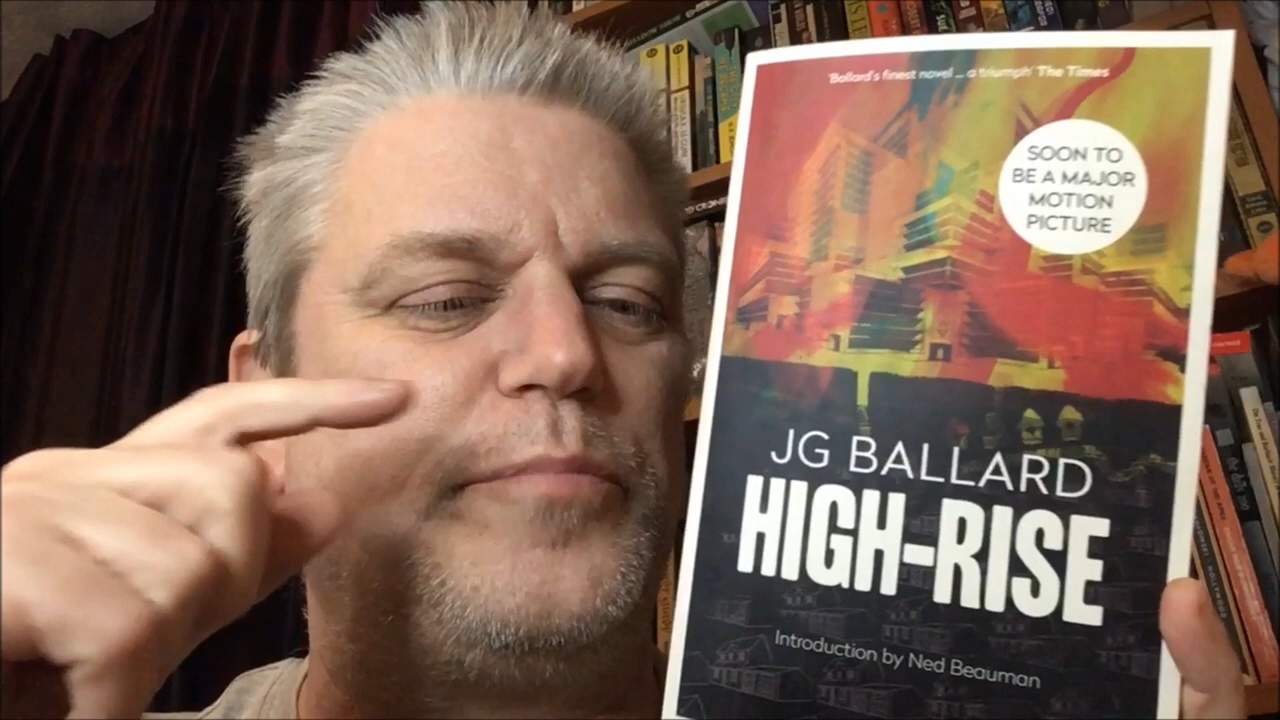 'Ballard's finest novel ... a triumph' The Times
SOON TO
BE A MAJOR
MOTION
PICTURE
JG BALLARD
HIGH-RISE
Introduction by Ned Beauman